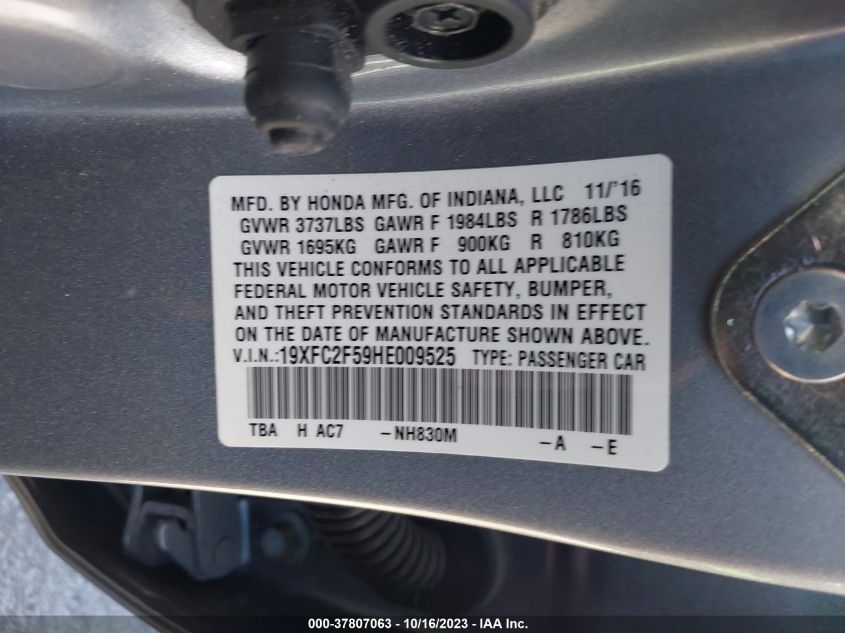 MFD. BY HONDA MFG. OF INDIANA, LLC 11/'16
GVWR 3737LBS GAWR F 1984LBS R 1786LBS
GVWR 1695KG GAWR F 900KG R 810KG
THIS VEHICLE CONFORMS TO ALL APPLICABLE
FEDERAL MOTOR VEHICLE SAFETY, BUMPER,
AND THEFT PREVENTION STANDARDS IN EFFECT
ON THE DATE OF MANUFACTURE SHOWN ABOVE.
V.I.N.:19XFC2F59HE009525 TYPE: PASSENGER CAR
TBA H AC7 -NH830M -A -E
000-37807063 - 10/16/2023 - IAA Inc.